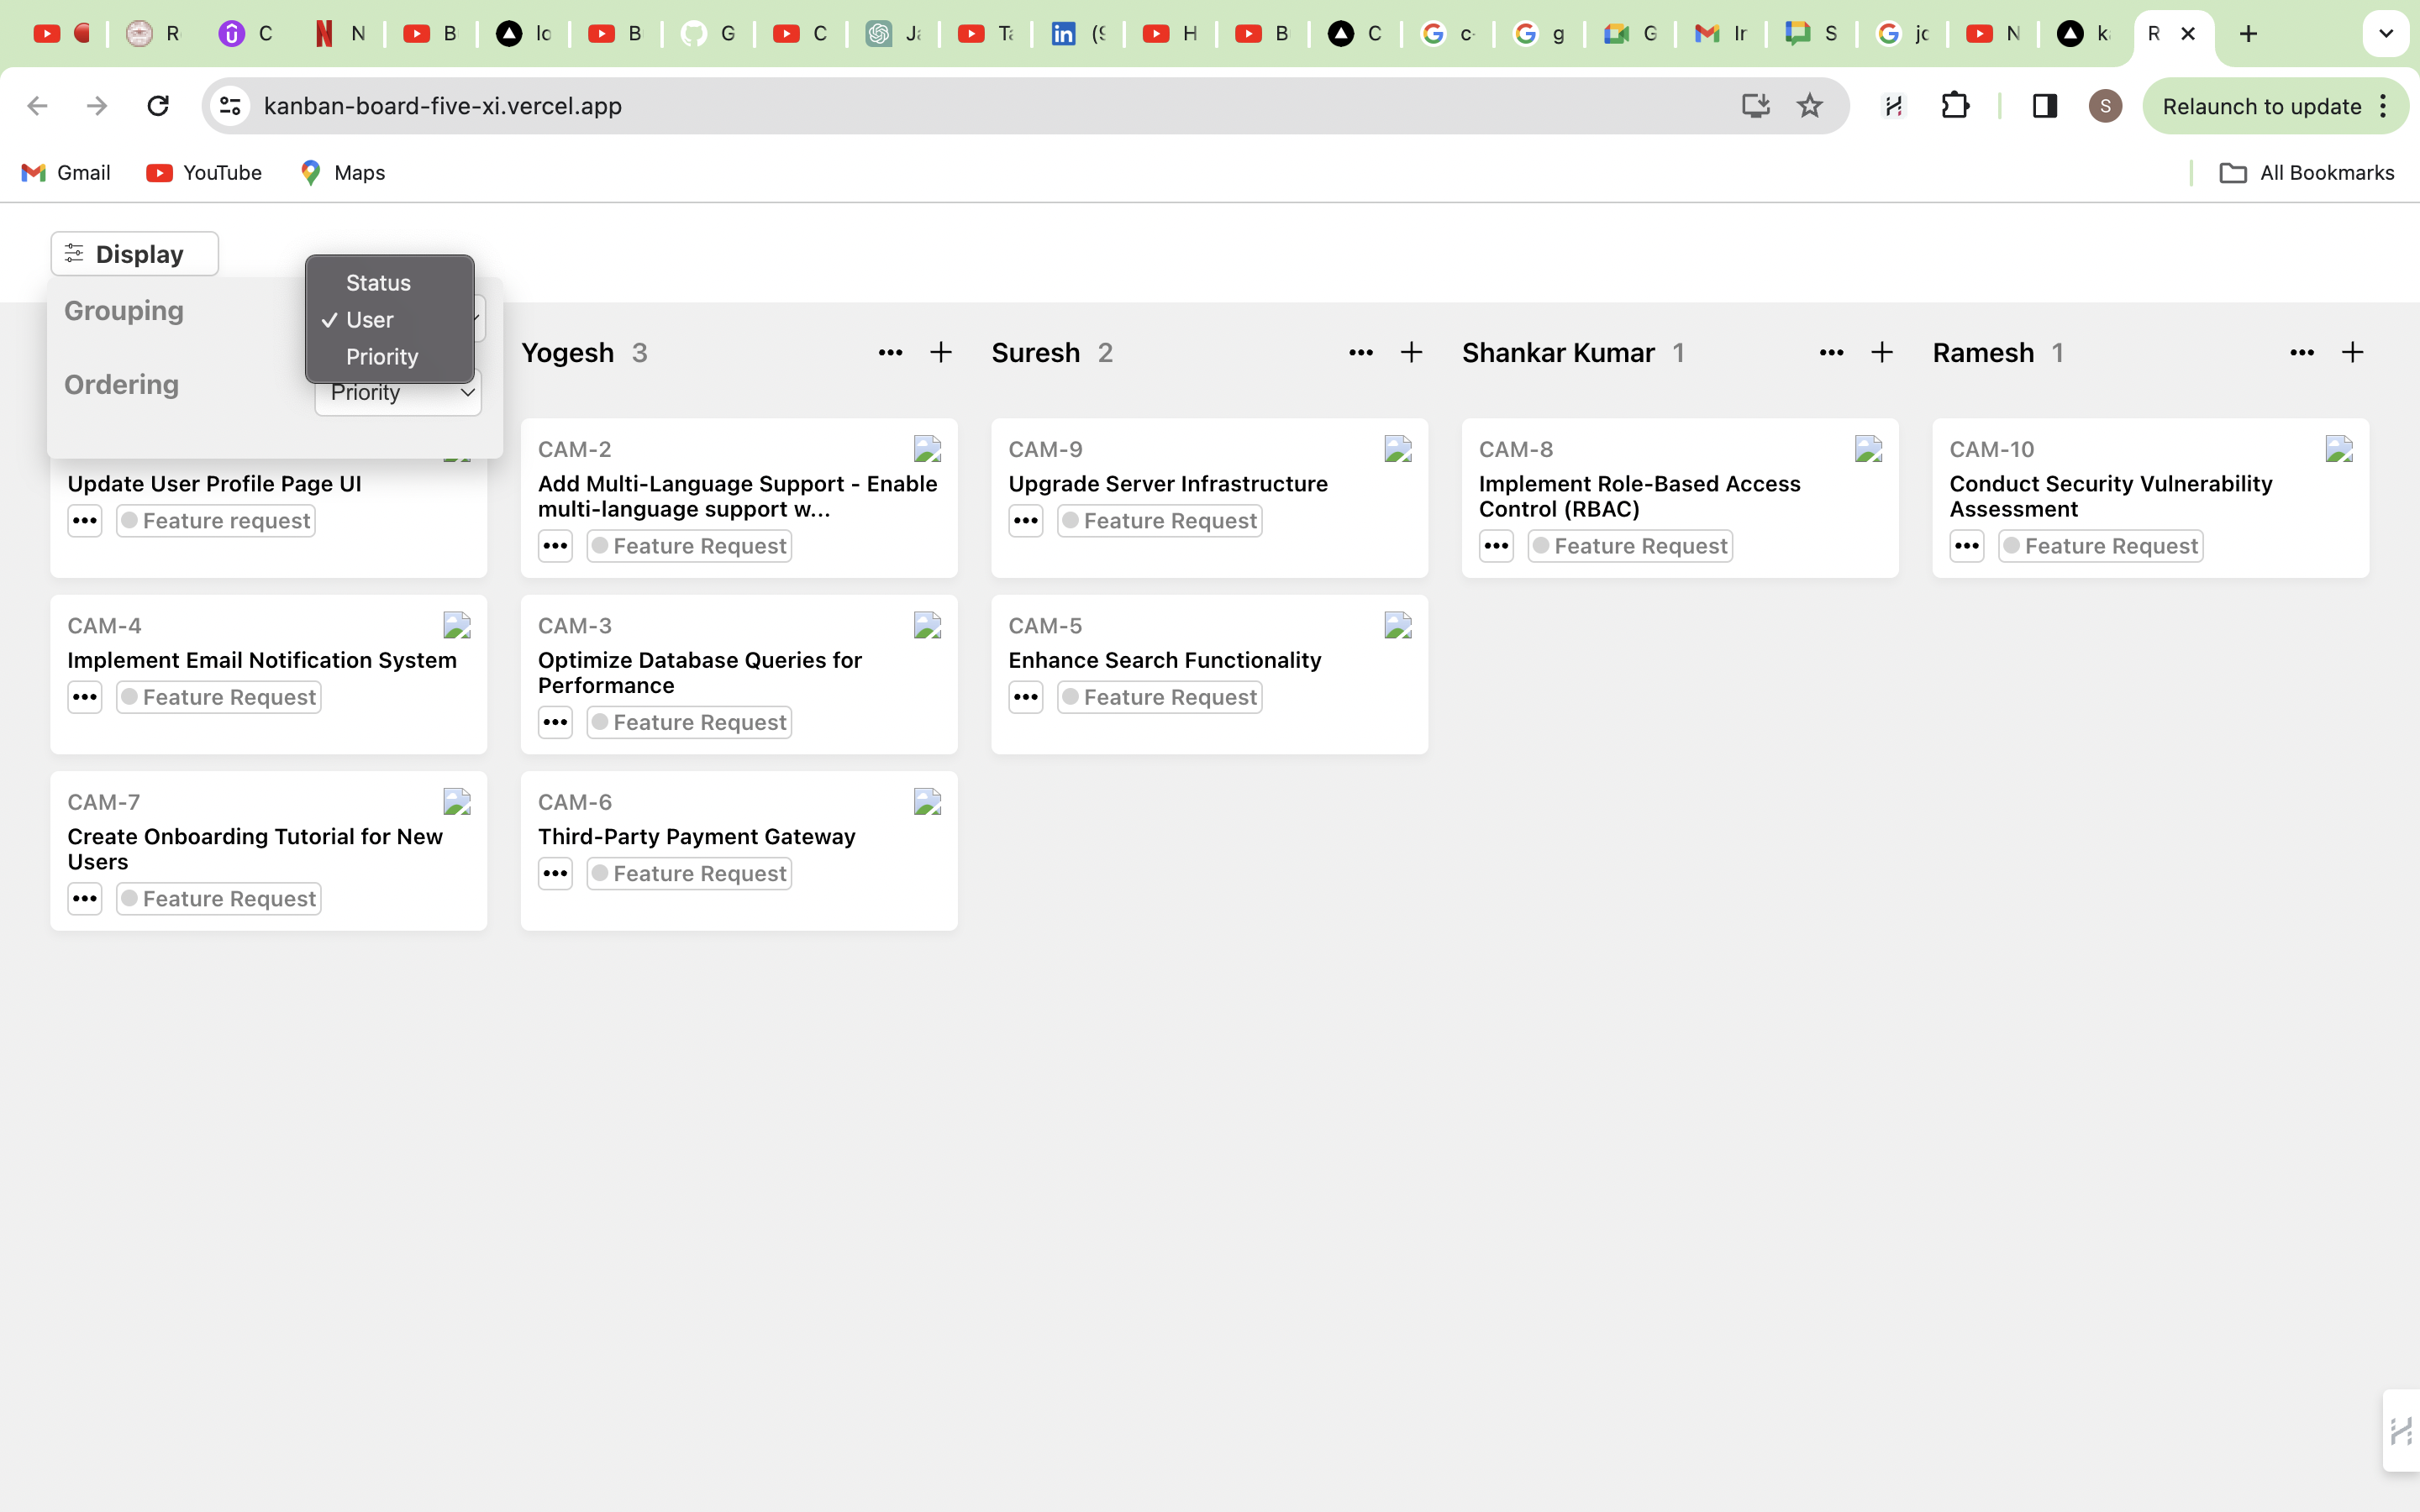 R
C
N
B
lo
B
G
C
Ja
Ta
(9
H
B
C
c-
g
G
In
S
jo
N
ka
R
kanban-board-five-xi.vercel.app
S
Relaunch to update
Gmail
YouTube
Maps
All Bookmarks
Display
Grouping
Status
✓ User
Priority
Ordering
Priority
Yogesh 3
Suresh 2
Shankar Kumar 1
Ramesh 1
Update User Profile Page UI
Feature request
CAM-4
Implement Email Notification System
Feature Request
CAM-7
Create Onboarding Tutorial for New
Users
Feature Request
CAM-2
Add Multi-Language Support - Enable
multi-language support w...
Feature Request
CAM-3
Optimize Database Queries for
Performance
Feature Request
CAM-6
Third-Party Payment Gateway
Feature Request
CAM-9
Upgrade Server Infrastructure
Feature Request
CAM-5
Enhance Search Functionality
Feature Request
CAM-8
Implement Role-Based Access
Control (RBAC)
Feature Request
CAM-10
Conduct Security Vulnerability
Assessment
Feature Request